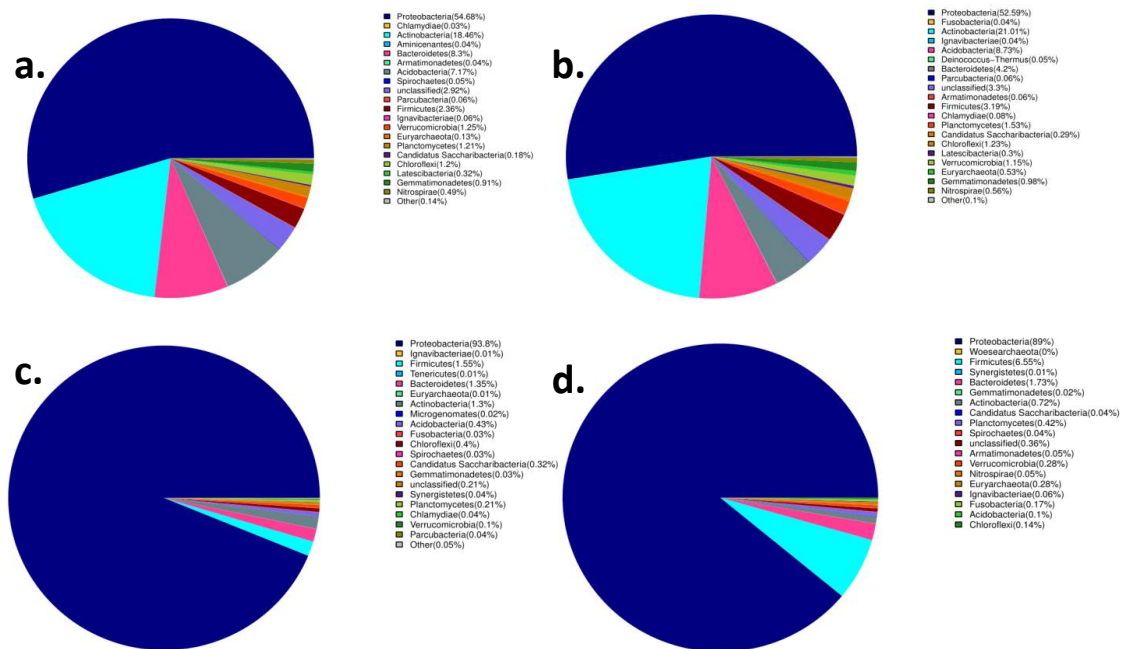 a.
Proteobacteria(54.68%)
Chlamydiae(0.03%)
Actinobacteria(18.46%)
Aminicenantes(0.04%)
Bacteroidetes(8.3%)
Armatimonadetes(0.04%)
Acidobacteria(7.17%)
Spirochaetes(0.05%)
unclassified(2.92%)
Parcubacteria(0.06%)
Firmicutes(2.36%)
Ignavibacteriae(0.06%)
Verrucomicrobia(1.25%)
Euryarchaeota(0.13%)
Planctomycetes(1.21%)
Candidatus Saccharibacteria(0.18%)
Chloroflexi(1.2%)
Latescibacteria(0.32%)
Gemmatimonadetes(0.91%)
Nitrospirae(0.49%)
Other(0.14%)
b.
Proteobacteria(52.59%)
Fusobacteria(0.04%)
Actinobacteria(21.01%)
Ignavibacteriae(0.04%)
Acidobacteria(8.73%)
Deinococcus−Thermus(0.05%)
Bacteroidetes(4.2%)
Parcubacteria(0.06%)
unclassified(3.3%)
Armatimonadetes(0.06%)
Firmicutes(3.19%)
Chlamydiae(0.08%)
Planctomycetes(1.53%)
Candidatus Saccharibacteria(0.29%)
Chloroflexi(1.23%)
Latescibacteria(0.3%)
Verrucomicrobia(1.15%)
Euryarchaeota(0.53%)
Gemmatimonadetes(0.98%)
Nitrospirae(0.56%)
Other(0.1%)
c.
Proteobacteria(93.8%)
Ignavibacteriae(0.01%)
Firmicutes(1.55%)
Tenericutes(0.01%)
Bacteroidetes(1.35%)
Euryarchaeota(0.01%)
Actinobacteria(1.3%)
Microgenomates(0.02%)
Acidobacteria(0.43%)
Fusobacteria(0.03%)
Chloroflexi(0.4%)
Spirochaetes(0.03%)
Candidatus Saccharibacteria(0.32%)
Gemmatimonadetes(0.03%)
unclassified(0.21%)
Synergistetes(0.04%)
Planctomycetes(0.21%)
Chlamydiae(0.04%)
Verrucomicrobia(0.1%)
Parcubacteria(0.04%)
Other(0.05%)
d.
Proteobacteria(89%)
Woesearchaeota(0%)
Firmicutes(6.55%)
Synergistetes(0.01%)
Bacteroidetes(1.73%)
Gemmatimonadetes(0.02%)
Actinobacteria(0.72%)
Candidatus Saccharibacteria(0.04%)
Planctomycetes(0.42%)
Spirochaetes(0.04%)
unclassified(0.36%)
Armatimonadetes(0.05%)
Verrucomicrobia(0.28%)
Nitrospirae(0.05%)
Euryarchaeota(0.28%)
Ignavibacteriae(0.06%)
Fusobacteria(0.17%)
Acidobacteria(0.1%)
Chloroflexi(0.14%)